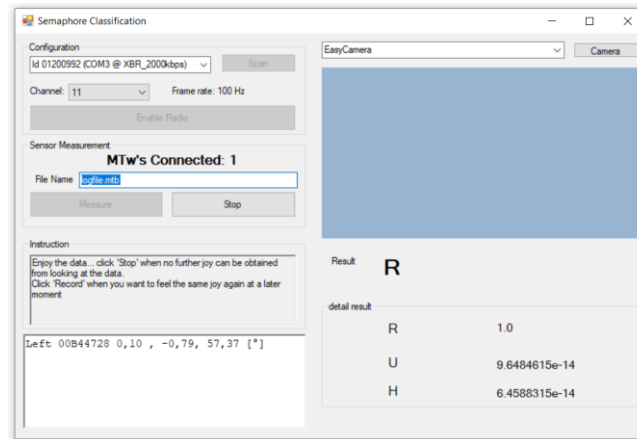 Semaphore Classification
Configuration
Id 01200992 (COM3 @ XBR_2000kbps)
Scan
Channel: 11
Frame rate: 100 Hz
Enable Radio
Sensor Measurement
MTw's Connected: 1
File Name logfile.mtb
Measure
Stop
Instruction
Enjoy the data... click 'Stop' when no further joy can be obtained
from looking at the data.
Click 'Record' when you want to feel the same joy again at a later
moment
Left 00B44728 0,10 , -0,79, 57,37 [°]
EasyCamera
Camera
Result R
detail result
R 1.0
U 9.6484615e-14
H 6.4588315e-14